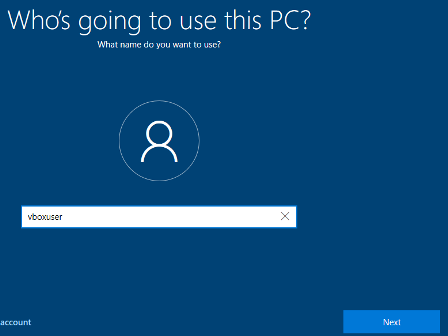 Who's going to use this PC?
What name do you want to use?
vboxuser
account
Next